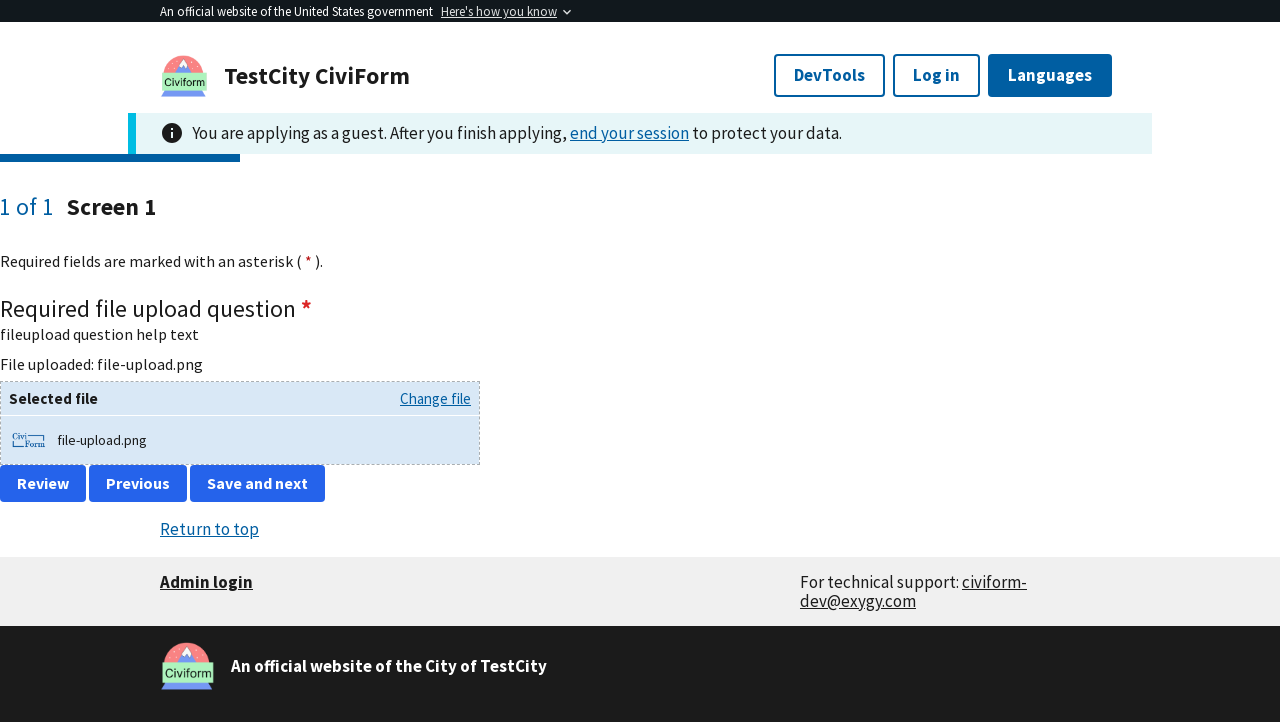 An official website of the United States government Here's how you know
Civiform
TestCity CiviForm
DevTools
Log in
Languages
You are applying as a guest. After you finish applying, end your session to protect your data.
1 of 1 Screen 1
Required fields are marked with an asterisk ( * ).
Required file upload question *
fileupload question help text
File uploaded: file-upload.png
Selected file
Change file
Civi
Form
file-upload.png
Review
Previous
Save and next
Return to top
Admin login
For technical support: civiform-
dev@exygy.com
Civiform
An official website of the City of TestCity